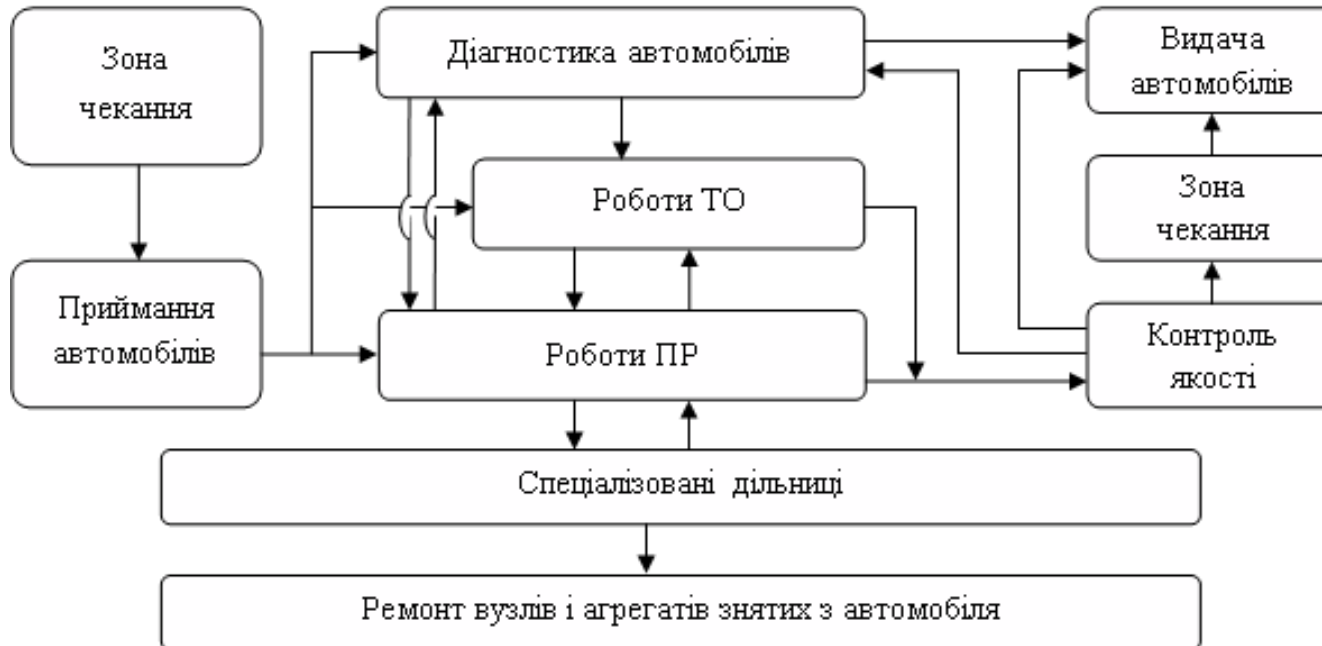 Зона
чекання
Діагностика автомобілів
Видача
автомобілів
Роботи ТО
Зона
чекання
Приймання
автомобілів
Роботи ПР
Контроль
якості
Спеціалізовані дільниці
Ремонт вузлів і агрегатів знятих з автомобіля